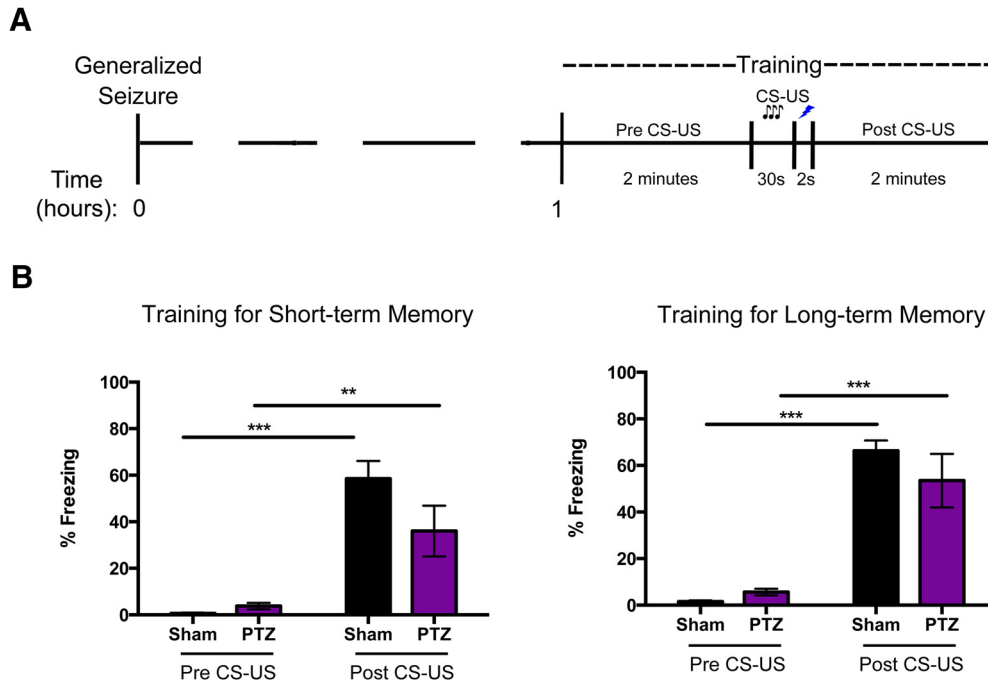 A
Generalized
Seizure
Training
CS-US
Pre CS-US
Post CS-US
2 minutes
30s
2s
2 minutes
Time
(hours):
0
1
B
Training for Short-term Memory
% Freezing
100
80
60
40
20
0
***
**
Sham
PTZ
Sham
PTZ
Pre CS-US
Post CS-US
Training for Long-term Memory
% Freezing
100
80
60
40
20
0
***
***
Sham
PTZ
Sham
PTZ
Pre CS-US
Post CS-US